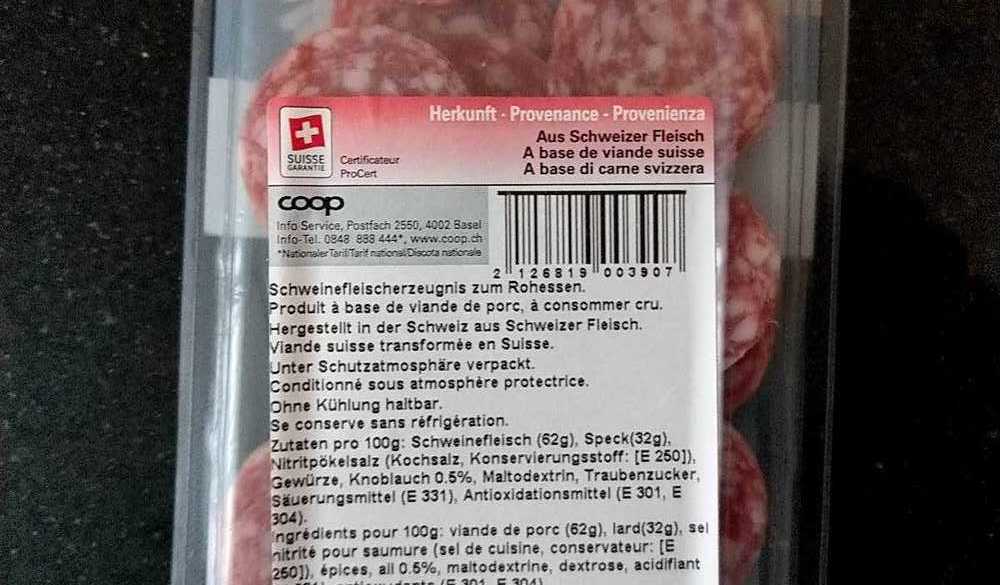 Herkunft · Provenance - Provenienza
Aus Schweizer Fleisch
A base de viande suisse
A base di carne svizzera
SUISSE
GARANTIE
Certificateur
ProCert
coop
Info Service, Postfach 2550, 4002 Basel
Info-Tel. 0848 888 444*, www.coop.ch
*Nationaler Tarif/Tarif national/Discota nationale
2 126819 003907
Schweinefleischerzeugnis zum Rohessen.
Produit à base de viande de porc, à consommer cru.
Hergestellt in der Schweiz aus Schweizer Fleisch.
Viande suisse transformée en Suisse.
Unter Schutzatmosphäre verpackt.
Conditionné sous atmosphère protectrice.
Ohne Kühlung haltbar.
Se conserve sans réfrigération.
Zutaten pro 100g: Schweinefleisch (62g), Speck(32g),
Nitritpökelsalz (Kochsalz, Konservierungsstoff: [E 250]),
Gewürze, Knoblauch 0.5%, Maltodextrin, Traubenzucker,
Säuerungsmittel (E 331), Antioxidationsmittel (E 301, E
304).
Ingrédients pour 100g: viande de porc (62g), lard(32g), sel
nitrité pour saumure (sel de cuisine, conservateur: [E
250]), épices, ail 0.5%, maltodextrine, dextrose, acidifiant
(E 301, E 304)